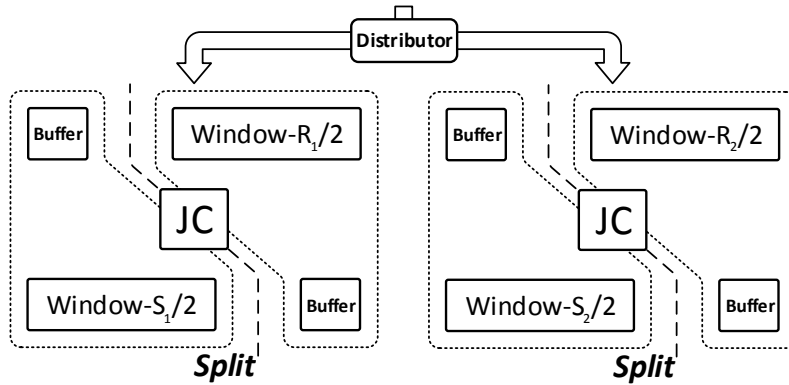 Distributor
Buffer
Window-R₁/2
JC
Window-S₁/2
Buffer
Split
Buffer
Window-R₂/2
JC
Window-S₂/2
Buffer
Split